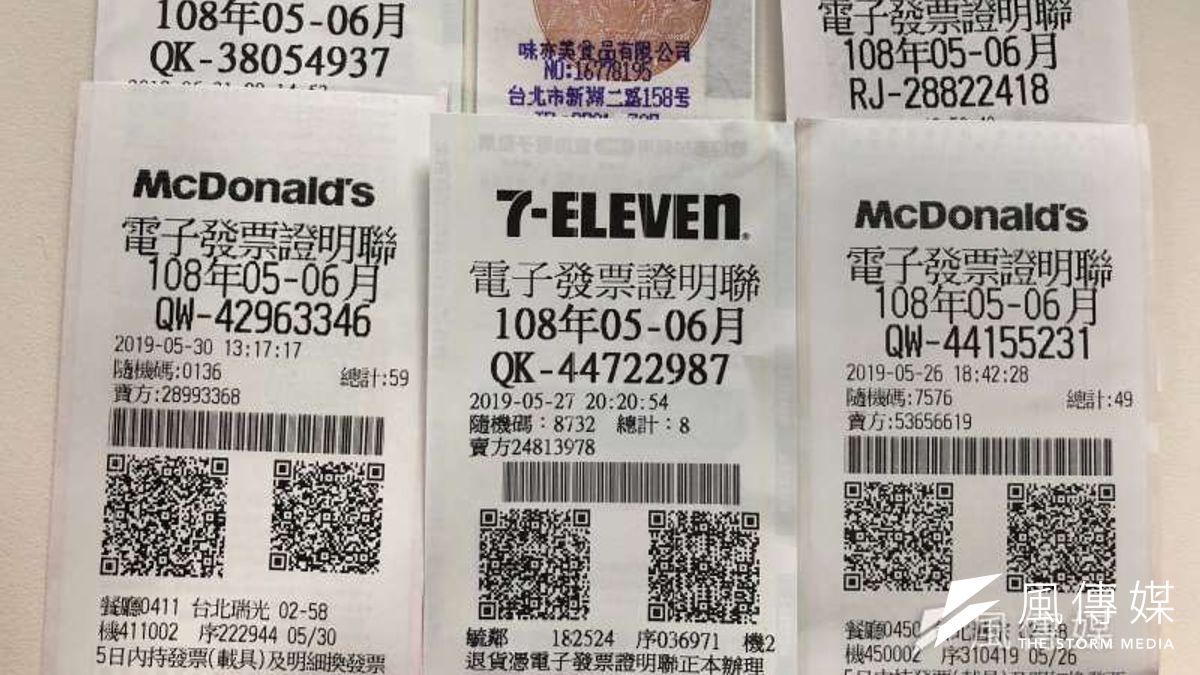 108年05-06月
QK-38054937
味亦美食品有限公司
NO:16778195
台北市新湖二路158号
電子發票證明聯
108年05-06月
RJ-28822418
McDonald's
電子發票證明聯
108年05-06月
QW-42963346
2019-05-30 13:17:17
隨機碼:0136 總計:59
賣方:28993368
餐廳0411 台北瑞光 02-58
機411002 序222944 05/30
5日內持發票(載具)及明細換發票
7-ELEVEn
電子發票證明聯
108年05-06月
QK-44722987
2019-05-27 20:20:54
隨機碼:8732 總計:8
賣方24813978
敏鄰 182524 序036971 機2
退貨憑電子發票證明聯正本辦理
McDonald's
電子發票證明聯
108年05-06月
QW-44155231
2019-05-26 18:42:28
隨機碼:7576 總計:49
賣方:53656619
餐廳0450
機450002 序310419 05/26
風傳媒
THE STORM MEDIA